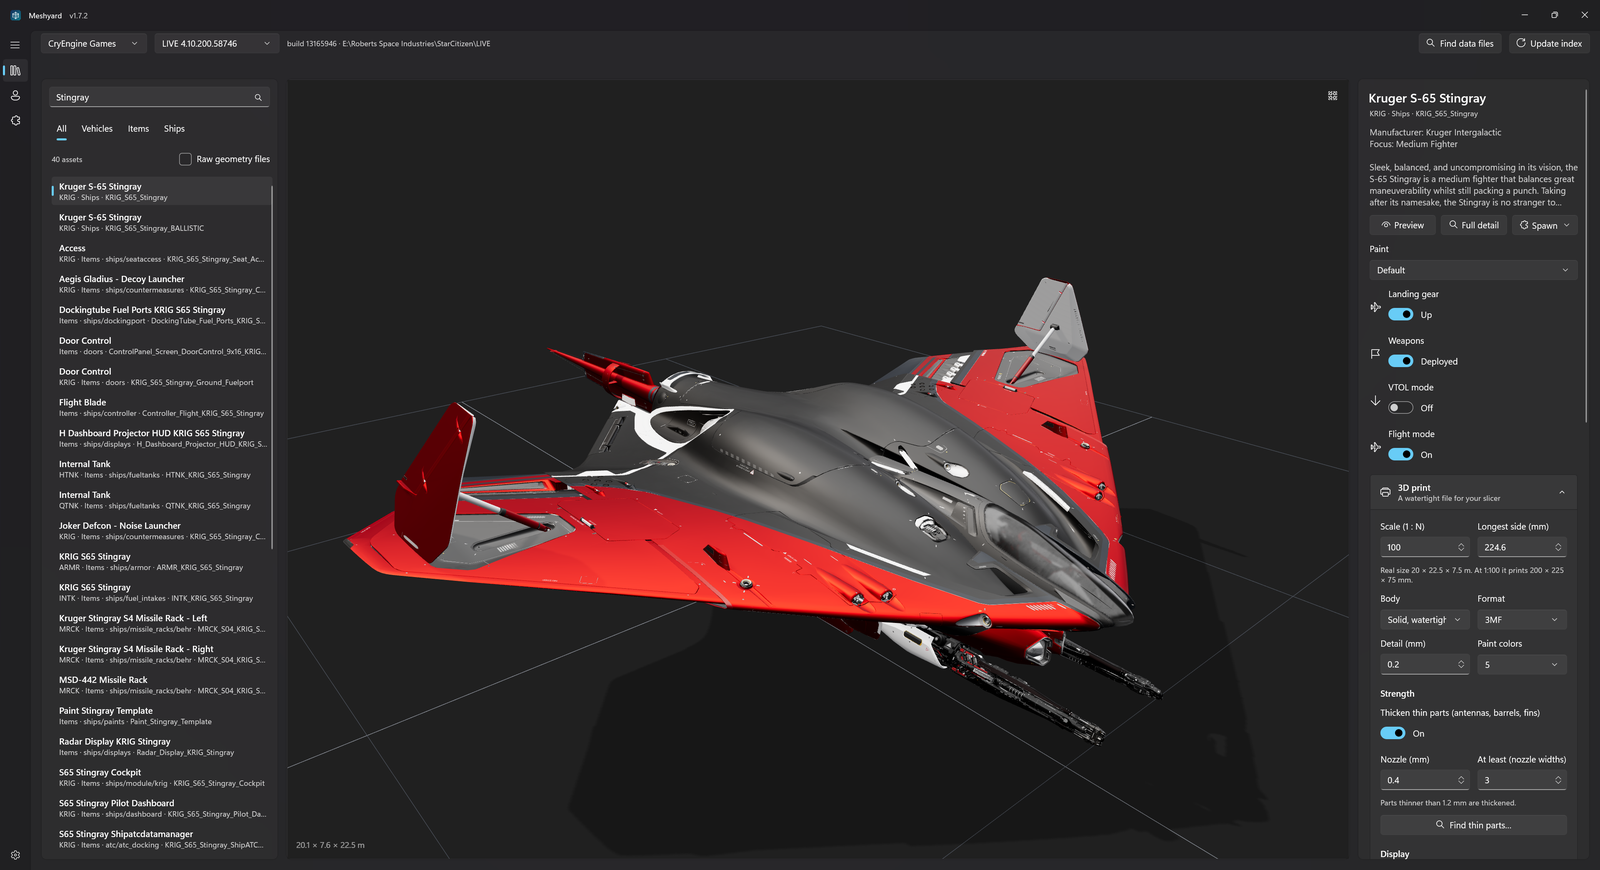 Meshyard v1.7.2
CryEngine Games
LIVE 4.10.200.58746
build 13165946 · E:\Roberts Space Industries\StarCitizen\LIVE
Find data files
Update index
Stingray
All
Vehicles
Items
Ships
40 assets
Raw geometry files
Kruger S-65 Stingray
KRIG · Ships · KRIG_S65_Stingray
Kruger S-65 Stingray
KRIG · Ships · KRIG_S65_Stingray_BALLISTIC
Access
KRIG · Items · ships/seataccess · KRIG_S65_Stingray_Seat_Ac...
Aegis Gladius - Decoy Launcher
KRIG · Items · ships/countermeasures · KRIG_S65_Stingray_C...
Dockingtube Fuel Ports KRIG S65 Stingray
Items · ships/dockingport · DockingTube_Fuel_Ports_KRIG_S...
Door Control
Items · doors · ControlPanel_Screen_DoorControl_9x16_KRIG...
Door Control
KRIG · Items · doors · KRIG_S65_Stingray_Ground_Fuelport
Flight Blade
Items · ships/controller · Controller_Flight_KRIG_S65_Stingray
H Dashboard Projector HUD KRIG S65 Stingray
Items · ships/displays · H_Dashboard_Projector_HUD_KRIG_S...
Internal Tank
HTNK · Items · ships/fueltanks · HTNK_KRIG_S65_Stingray
Internal Tank
QTNK · Items · ships/fueltanks · QTNK_KRIG_S65_Stingray
Joker Defcon - Noise Launcher
KRIG · Items · ships/countermeasures · KRIG_S65_Stingray_C...
KRIG S65 Stingray
ARMR · Items · ships/armor · ARMR_KRIG_S65_Stingray
KRIG S65 Stingray
INTK · Items · ships/fuel_intakes · INTK_KRIG_S65_Stingray
Kruger Stingray S4 Missile Rack - Left
MRCK · Items · ships/missile_racks/behr · MRCK_S04_KRIG_S...
Kruger Stingray S4 Missile Rack - Right
MRCK · Items · ships/missile_racks/behr · MRCK_S04_KRIG_S...
MSD-442 Missile Rack
MRCK · Items · ships/missile_racks/behr · MRCK_S04_KRIG_S...
Paint Stingray Template
Items · ships/paints · Paint_Stingray_Template
Radar Display KRIG Stingray
Items · ships/displays · Radar_Display_KRIG_Stingray
S65 Stingray Cockpit
KRIG · Items · ships/module/krig · KRIG_S65_Stingray_Cockpit
S65 Stingray Pilot Dashboard
KRIG · Items · ships/dashboard · KRIG_S65_Stingray_Pilot_Da...
S65 Stingray Shipatcdatamanager
KRIG · Items · atc/atc_docking · KRIG_S65_Stingray_ShipATC...
20.1 × 7.6 × 22.5 m
Kruger S-65 Stingray
KRIG · Ships · KRIG_S65_Stingray
Manufacturer: Kruger Intergalactic
Focus: Medium Fighter
Sleek, balanced, and uncompromising in its vision, the
S-65 Stingray is a medium fighter that balances great
maneuverability whilst still packing a punch. Taking
after its namesake, the Stingray is no stranger to...
Preview
Full detail
Spawn
Paint
Default
Landing gear
Up
Weapons
Deployed
VTOL mode
Off
Flight mode
On
3D print
A watertight file for your slicer
Scale (1 : N)
Longest side (mm)
100
224.6
Real size 20 × 22.5 × 7.5 m. At 1:100 it prints 200 × 225
× 75 mm.
Body
Format
Solid, watertigh
3MF
Detail (mm)
Paint colors
0.2
5
Strength
Thicken thin parts (antennas, barrels, fins)
On
Nozzle (mm)
At least (nozzle widths)
0.4
3
Parts thinner than 1.2 mm are thickened.
Find thin parts...
Display